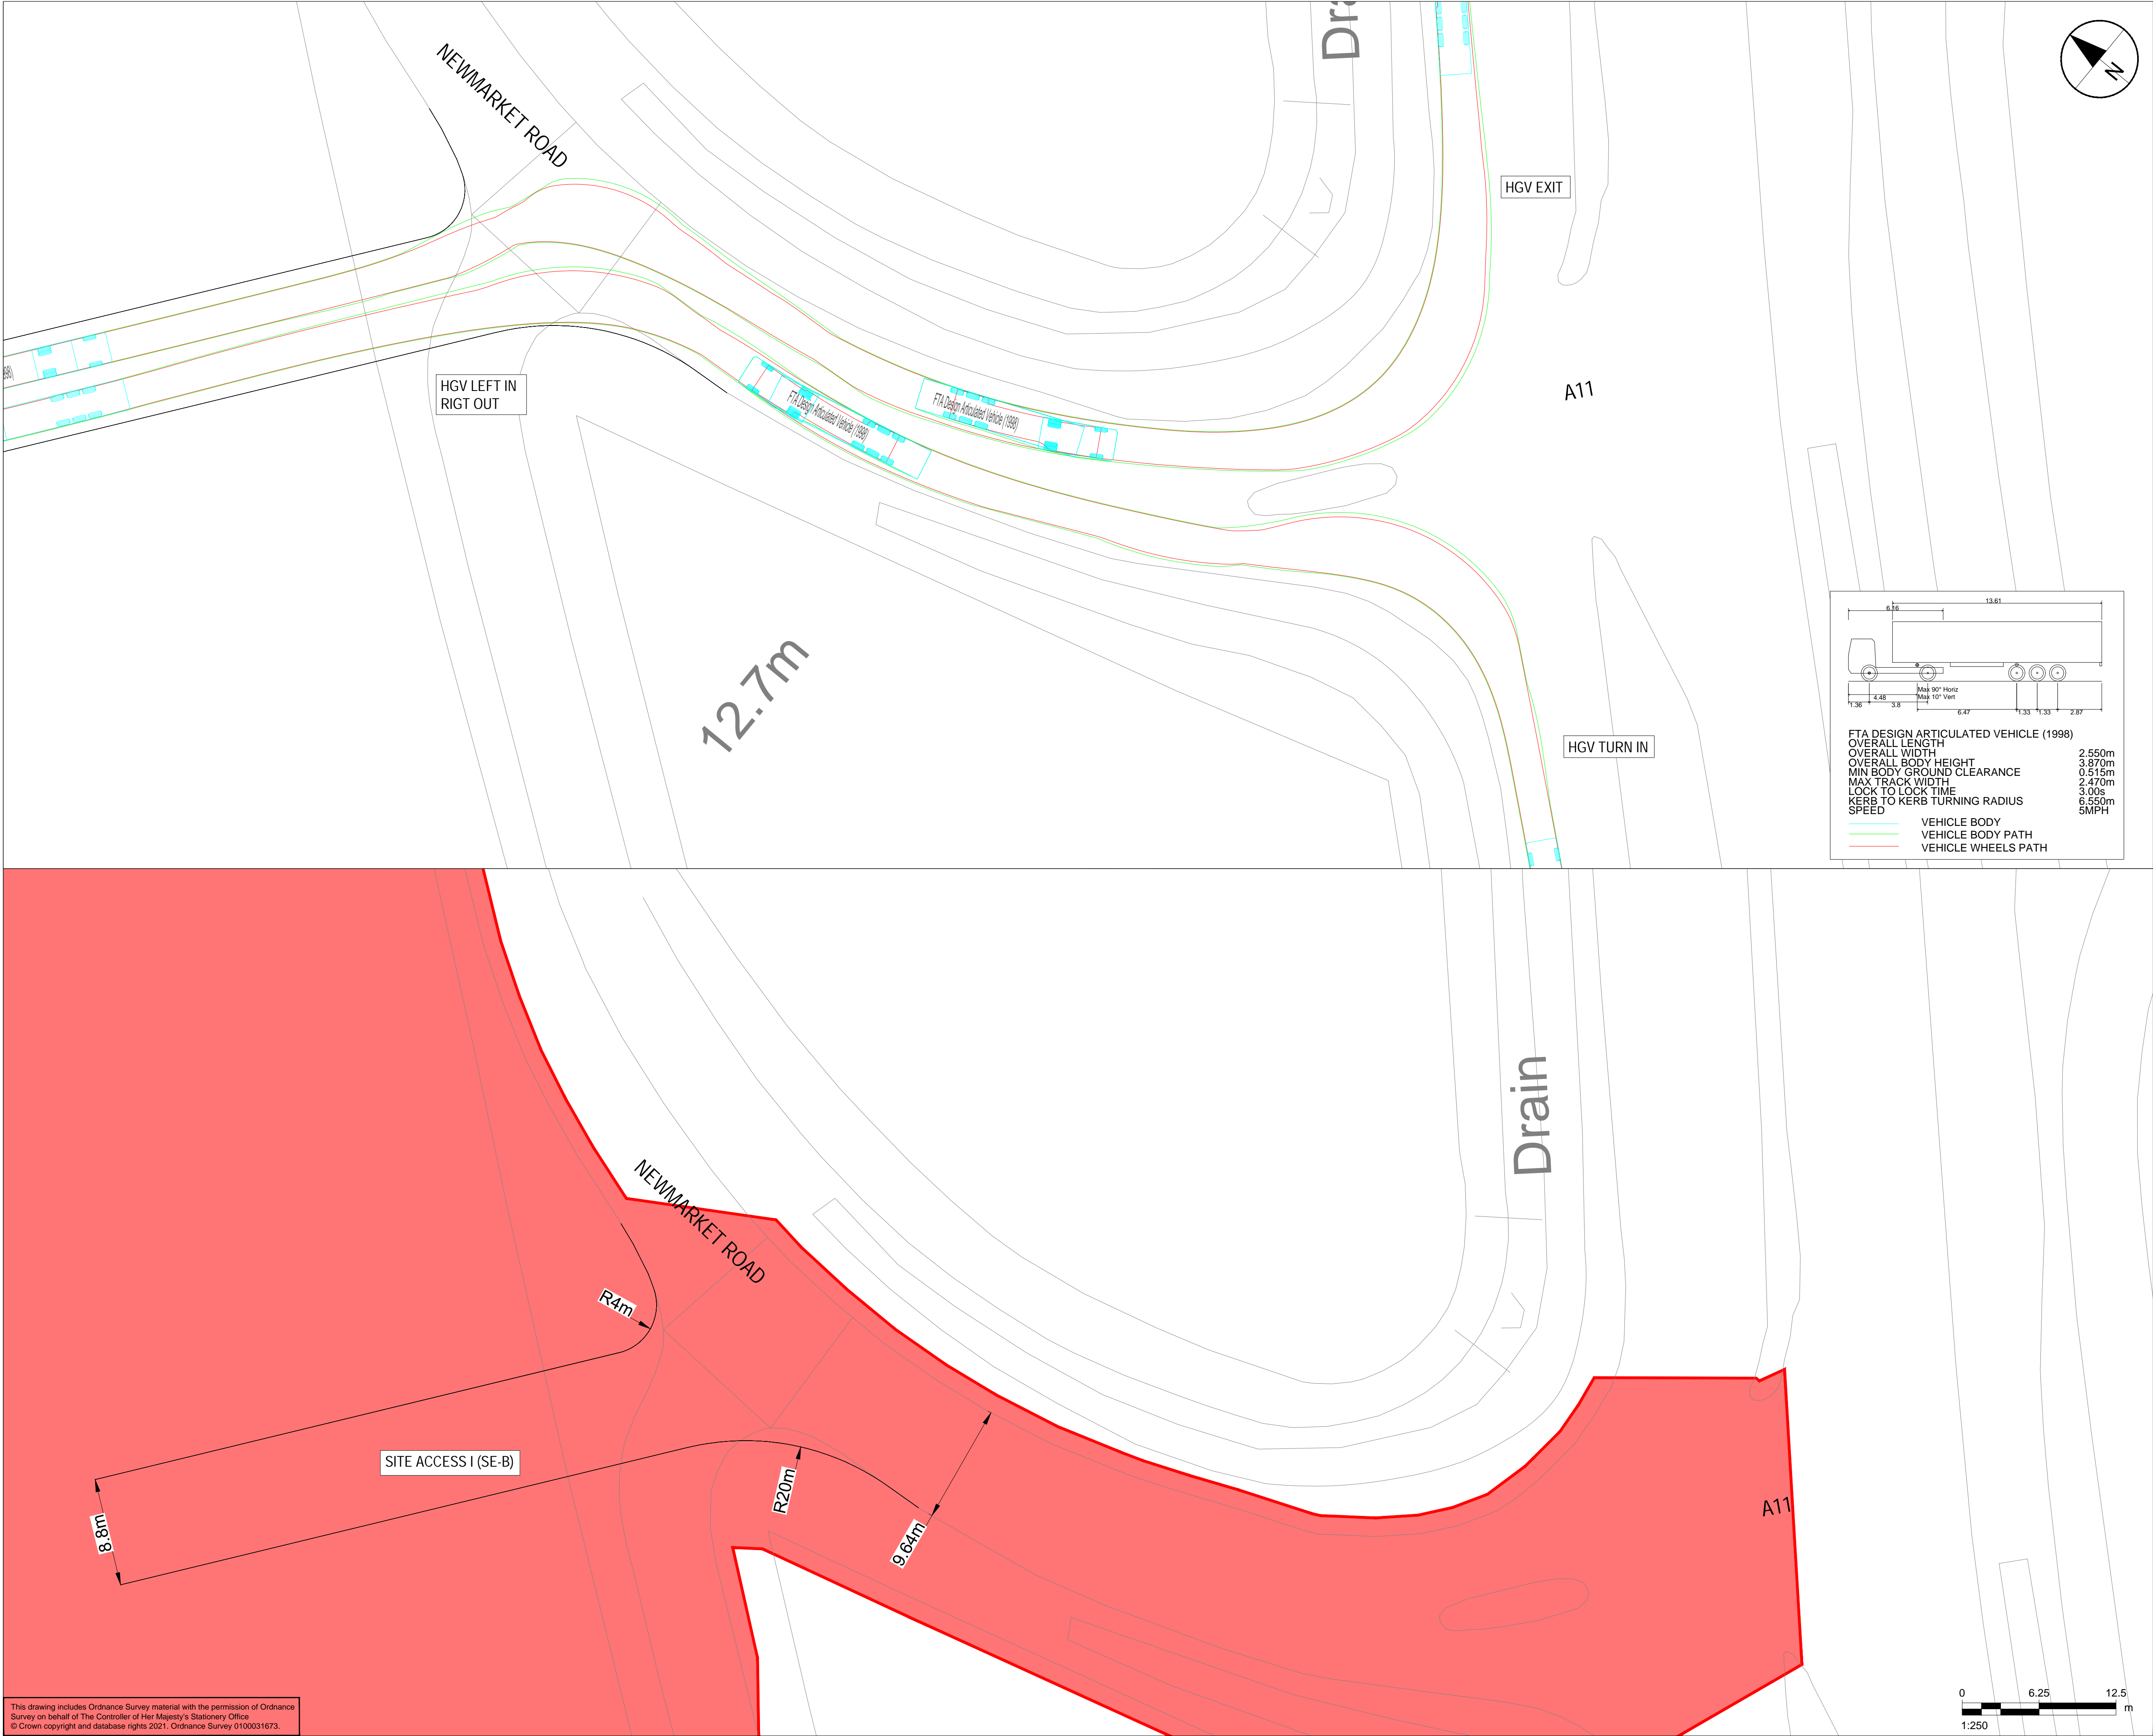 Dra
NEWMARKET ROAD
N
HGV EXIT
HGV LEFT IN
RIGT OUT
998)
FTA Design Articulated Vehicle (1998)
FTA Design Articulated Vehicle (1998)
A11
12.7m
HGV TURN IN
13.61
6.16
Max 90° Horiz
Max 10° Vert
4.48
1.36
3.8
6.47
1.33
1.33
2.87
FTA DESIGN ARTICULATED VEHICLE (1998)
OVERALL LENGTH
OVERALL WIDTH 2.550m
OVERALL BODY HEIGHT 3.870m
MIN BODY GROUND CLEARANCE 0.515m
MAX TRACK WIDTH 2.470m
LOCK TO LOCK TIME 3.00s
KERB TO KERB TURNING RADIUS 6.550m
SPEED 5MPH
VEHICLE BODY
VEHICLE BODY PATH
VEHICLE WHEELS PATH
Drain
NEWMARKET ROAD
R4m
SITE ACCESS I (SE-B)
R20m
8.8m
9.64m
A11
This drawing includes Ordnance Survey material with the permission of Ordnance
Survey on behalf of The Controller of Her Majesty's Stationery Office
© Crown copyright and database rights 2021. Ordnance Survey 0100031673.
0 6.25 12.5
m
1:250